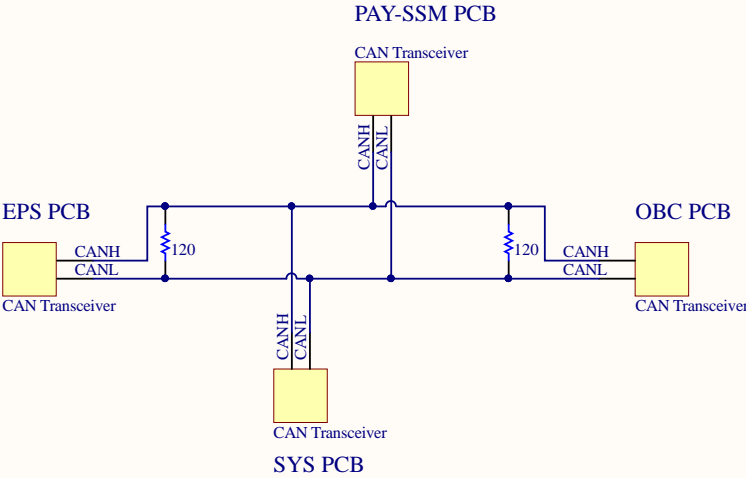 PAY-SSM PCB
CAN Transceiver
CANH
CANL
EPS PCB
OBC PCB
CANH
120
120
CANH
CANL
CANL
CAN Transceiver
CAN Transceiver
CANH
CANL
CAN Transceiver
SYS PCB